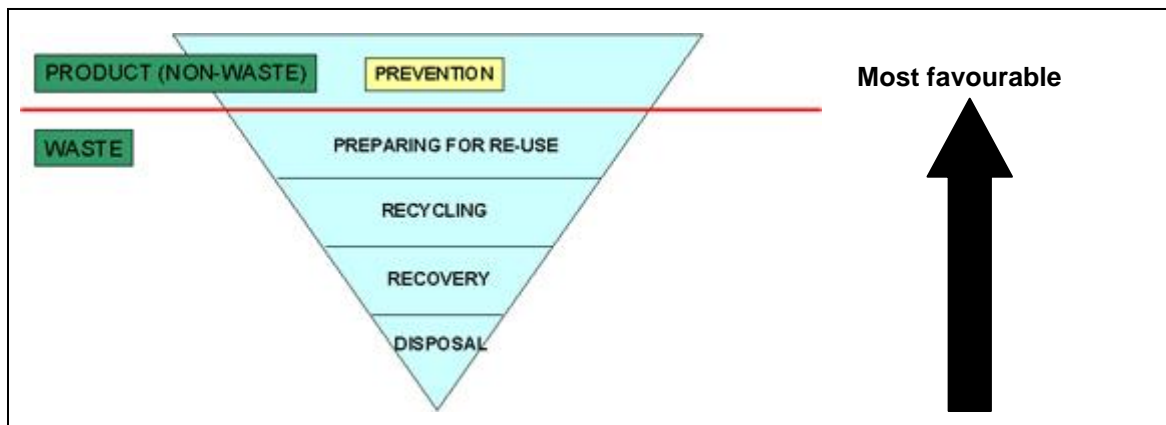 PRODUCT (NON-WASTE)
PREVENTION
Most favourable
WASTE
PREPARING FOR RE-USE
RECYCLING
RECOVERY
DISPOSAL